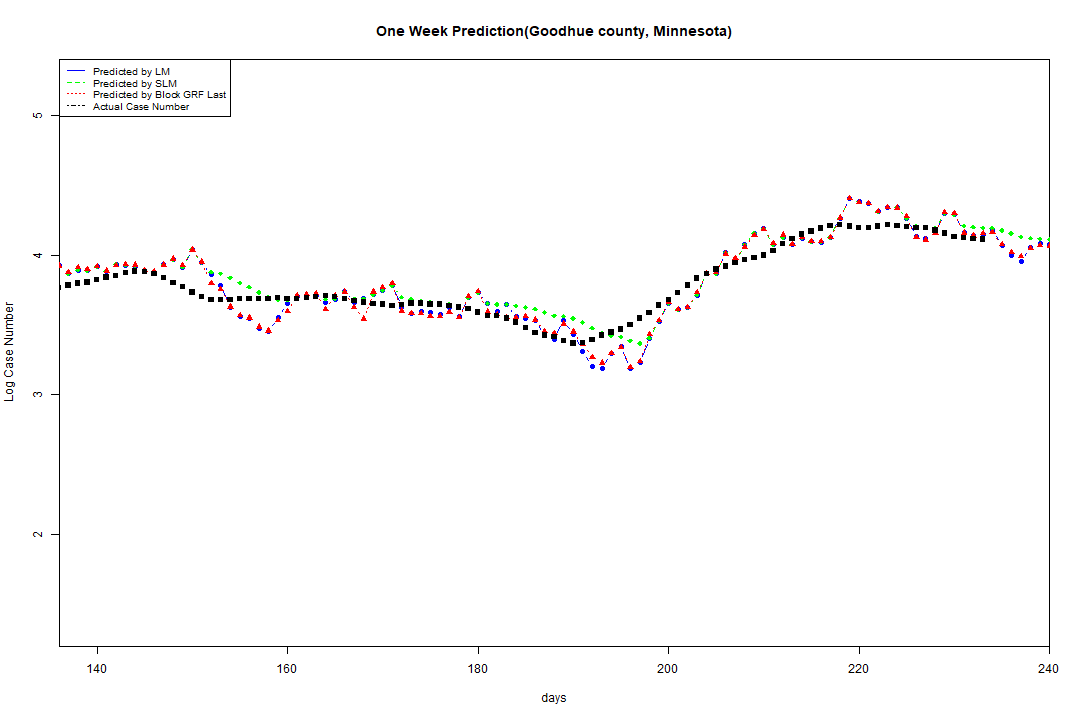 One Week Prediction(Goodhue county, Minnesota)
Predicted by LM
Predicted by SLM
Predicted by Block GRF Last
Actual Case Number
5
4
3
2
Log Case Number
140 160 180 200 220 240
days